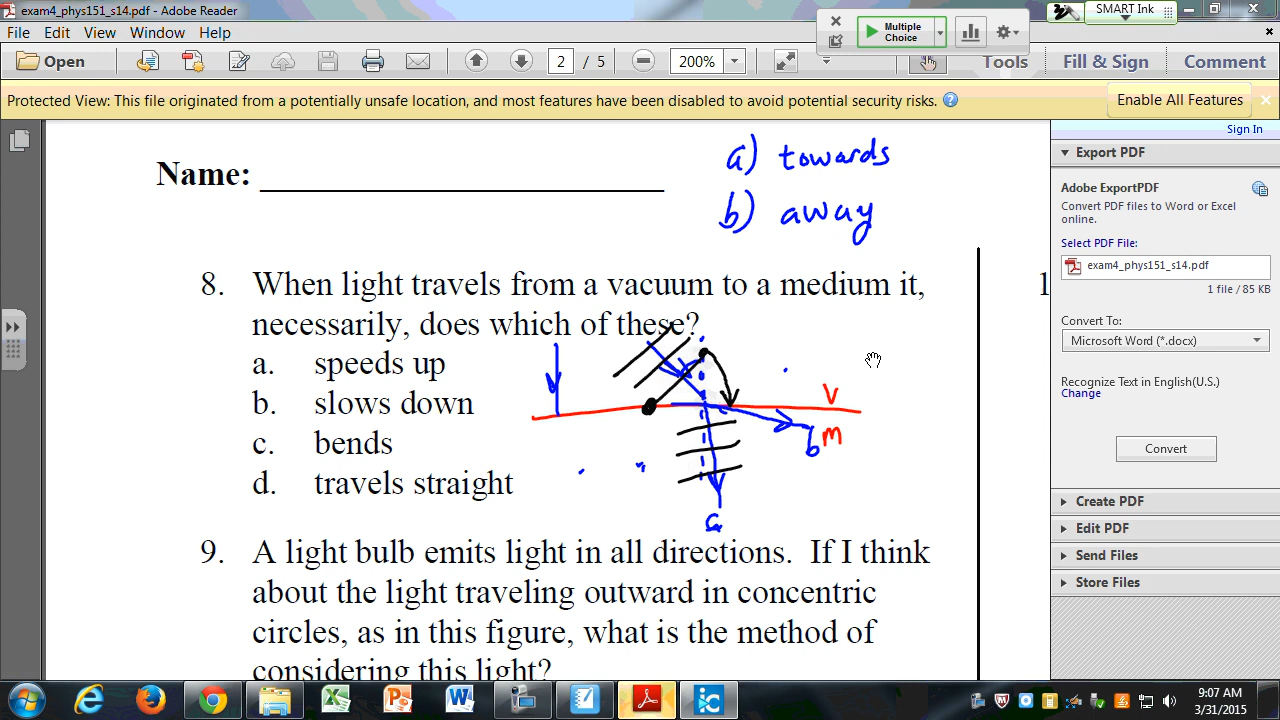 exam4_phys151_s14.pdf - Adobe Reader
SMART Ink
File Edit View Window Help
Multiple Choice
Open
2 / 5
200%
Tools
Fill & Sign
Comment
Protected View: This file originated from a potentially unsafe location, and most features have been disabled to avoid potential security risks.
Enable All Features
Sign In
Export PDF
Adobe ExportPDF
Convert PDF files to Word or Excel
online.
Select PDF File:
exam4_phys151_s14.pdf
1 file / 85 KB
Convert To:
Microsoft Word (*.docx)
Recognize Text in English(U.S.)
Change
Convert
Create PDF
Edit PDF
Send Files
Store Files
Name:
a) towards
b) away
8. When light travels from a vacuum to a medium it,
necessarily, does which of these?
a. speeds up
b. slows down
c. bends
d. travels straight
V
m
b
a
9. A light bulb emits light in all directions. If I think
about the light traveling outward in concentric
circles, as in this figure, what is the method of
considering this light?
1
9:07 AM
3/31/2015